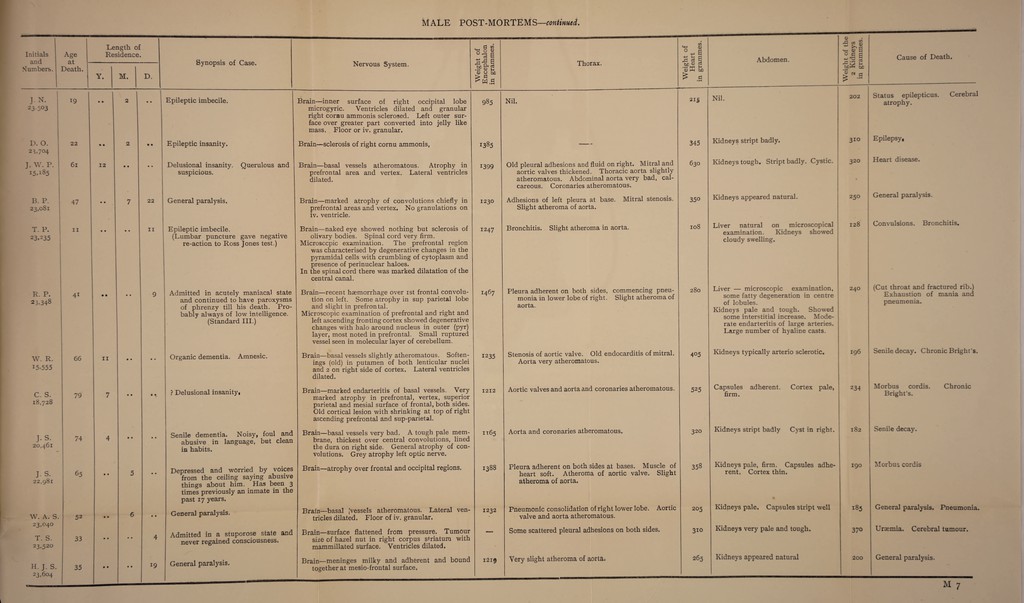 MALE POST-MORTEMS—continued.
Initials and Numbers. | Age at Death. | Length of Residence. Y. M. D. | Synopsis of Case. | Nervous System. | Weight of Encephalon in grammes. | Thorax. | Weight of Heart in grammes. | Abdomen. | Weight of the 2 Kidneys in grammes. | Cause of Death.
J. N. 23,503 | 19 | .. | 2 | .. | Epileptic imbecile. | Brain—inner surface of right occipital lobe microgyric. Ventricles dilated and granular right cornu ammonis sclerosed. Left outer surface over greater part converted into jelly like mass. Floor or iv. granular. | 985 | Nil. | 213 | Nil. | 202 | Status epilepticus. Cerebral atrophy.
D. O. 23,704 | 22 | .. | 2 | .. | Epileptic insanity. | Brain—sclerosis of right cornu ammonis, | 1385 | — | 345 | Kidneys stript badly. | 310 | Epilepsy,
J. W. P. 15,185 | 61 | 12 | .. | .. | Delusional insanity. Querulous and suspicious. | Brain—basal vessels atheromatous. Atrophy in prefrontal area and vertex. Lateral ventricles dilated. | 1399 | Old pleural adhesions and fluid on right. Mitral and aortic valves thickened. Thoracic aorta slightly atheromatous. Abdominal aorta very bad, calcareous. Coronaries atheromatous. | 630 | Kidneys tough. Stript badly. Cystic. | 320 | Heart disease.
B. P. 23,081 | 47 | .. | 7 | 22 | General paralysis. | Brain—marked atrophy of convolutions chiefly in prefrontal areas and vertex. No granulations on iv. ventricle. | 1230 | Adhesions of left pleura at base. Mitral stenosis. Slight atheroma of aorta. | 350 | Kidneys appeared natural. | 250 | General paralysis.
T. P. 23,235 | 11 | .. | .. | 11 | Epileptic imbecile. (Lumbar puncture gave negative re-action to Ross Jones test.) | Brain—naked eye showed nothing but sclerosis of olivary bodies. Spinal cord very firm. Microscopic examination. The prefrontal region was characterised by degenerative changes in the pyramidal cells with crumbling of cytoplasm and presence of perinuclear haloes. In the spinal cord there was marked dilatation of the central canal. | 1247 | Bronchitis. Slight atheroma in aorta. | 108 | Liver natural on microscopical examination. Kidneys showed cloudy swelling. | 128 | Convulsions. Bronchitis.
R. P. 23,348 | 41 | .. | .. | 9 | Admitted in acutely maniacal state and continued to have paroxysms of phrenzy till his death. Probably always of low intelligence. (Standard III.) | Brain—recent hæmorrhage over 1st frontal convolution on left. Some atrophy in sup parietal lobe and slight in prefrontal. Microscopic examination of prefrontal and right and left ascending fronting cortex showed degenerative changes with halo around nucleus in outer (pyr) layer, most noted in prefrontal. Small ruptured vessel seen in molecular layer of cerebellum. | 1467 | Pleura adherent on both sides, commencing pneumonia in lower lobe of right. Slight atheroma of aorta. | 280 | Liver — microscopic examination, some fatty degeneration in centre of lobules. Kidneys pale and tough. Showed some interstitial increase. Moderate endarteritis of large arteries. Large number of hyaline casts. | 240 | (Cut throat and fractured rib.) Exhaustion of mania and pneumonia.
W. R. 15,555 | 66 | 11 | .. | .. | Organic dementia. Amnesic. | Brain—basal vessels slightly atheromatous. Softenings (old) in putamen of both lenticular nuclei and 2 on right side of cortex. Lateral ventricles dilated. | 1235 | Stenosis of aortic valve. Old endocarditis of mitral. Aorta very atheromatous. | 405 | Kidneys typically arterio sclerotic. | 196 | Senile decay. Chronic Bright's.
C. S. 18,728 | 79 | 7 | .. | .. | ? Delusional insanity, | Brain—marked endarteritis of basal vessels. Very marked atrophy in frontal, vertex, superior parietal and mesial surface of frontal, both sides. Old cortical lesion with shrinking at top of right ascending prefrontal and sup-parietal. | 1212 | Aortic valves and aorta and coronaries atheromatous. | 525 | Capsules adherent. Cortex pale, firm. | 234 | Morbus cordis. Chronic Bright's.
J. S. 20,461 | 74 | 4 | .. | .. | Senile dementia. Noisy, foul and abusive in language, but clean in habits. | Brain—basal vessels very bad. A tough pale membrane, thickest over central convolutions, lined the dura on right side. General atrophy of convolutions. Grey atrophy left optic nerve. | 1165 | Aorta and coronaries atheromatous. | 320 | Kidneys stript badly Cyst in right. | 182 | Senile decay.
J. S. 22,981 | 65 | .. | 5 | .. | Depressed and worried by voices from the ceiling saying abusive things about him. Has been 3 times previously an inmate in the past 17 years. | Brain—atrophy over frontal and occipital regions. | 1388 | Pleura adherent on both sides at bases. Muscle of heart soft. Atheroma of aortic valve. Slight atheroma of aorta. | 358 | Kidneys pale, firm. Capsules adherent. Cortex thin. | 190 | Morbus cordis
W. A. S. 23,040 | 52 | .. | 6 | .. | General paralysis. | Brain—basal vessels atheromatous. Lateral ventricles dilated. Floor of iv. granular. | 1232 | Pneumonic consolidation of right lower lobe. Aortic valve and aorta atheromatous. | 205 | Kidneys pale. Capsules stript well | 185 | General paralysis. Pneumonia.
T. S. 23,520 | 33 | .. | .. | 4 | Admitted in a stuporose state and never regained consciousness. | Brain—surface flattened from pressure. Tumour size of hazel nut in right corpus striatum with mammillated surface. Ventricles dilated. | — | Some scattered pleural adhesions on both sides. | 310 | Kidneys very pale and tough. | 370 | Uræmia. Cerebral tumour.
H. J. S. 23,604 | 35 | .. | .. | 19 | General paralysis. | Brain—meninges milky and adherent and bound together at mesio-frontal surface. | 1219 | Very slight atheroma of aorta. | 265 | Kidneys appeared natural | 200 | General paralysis.
M 7